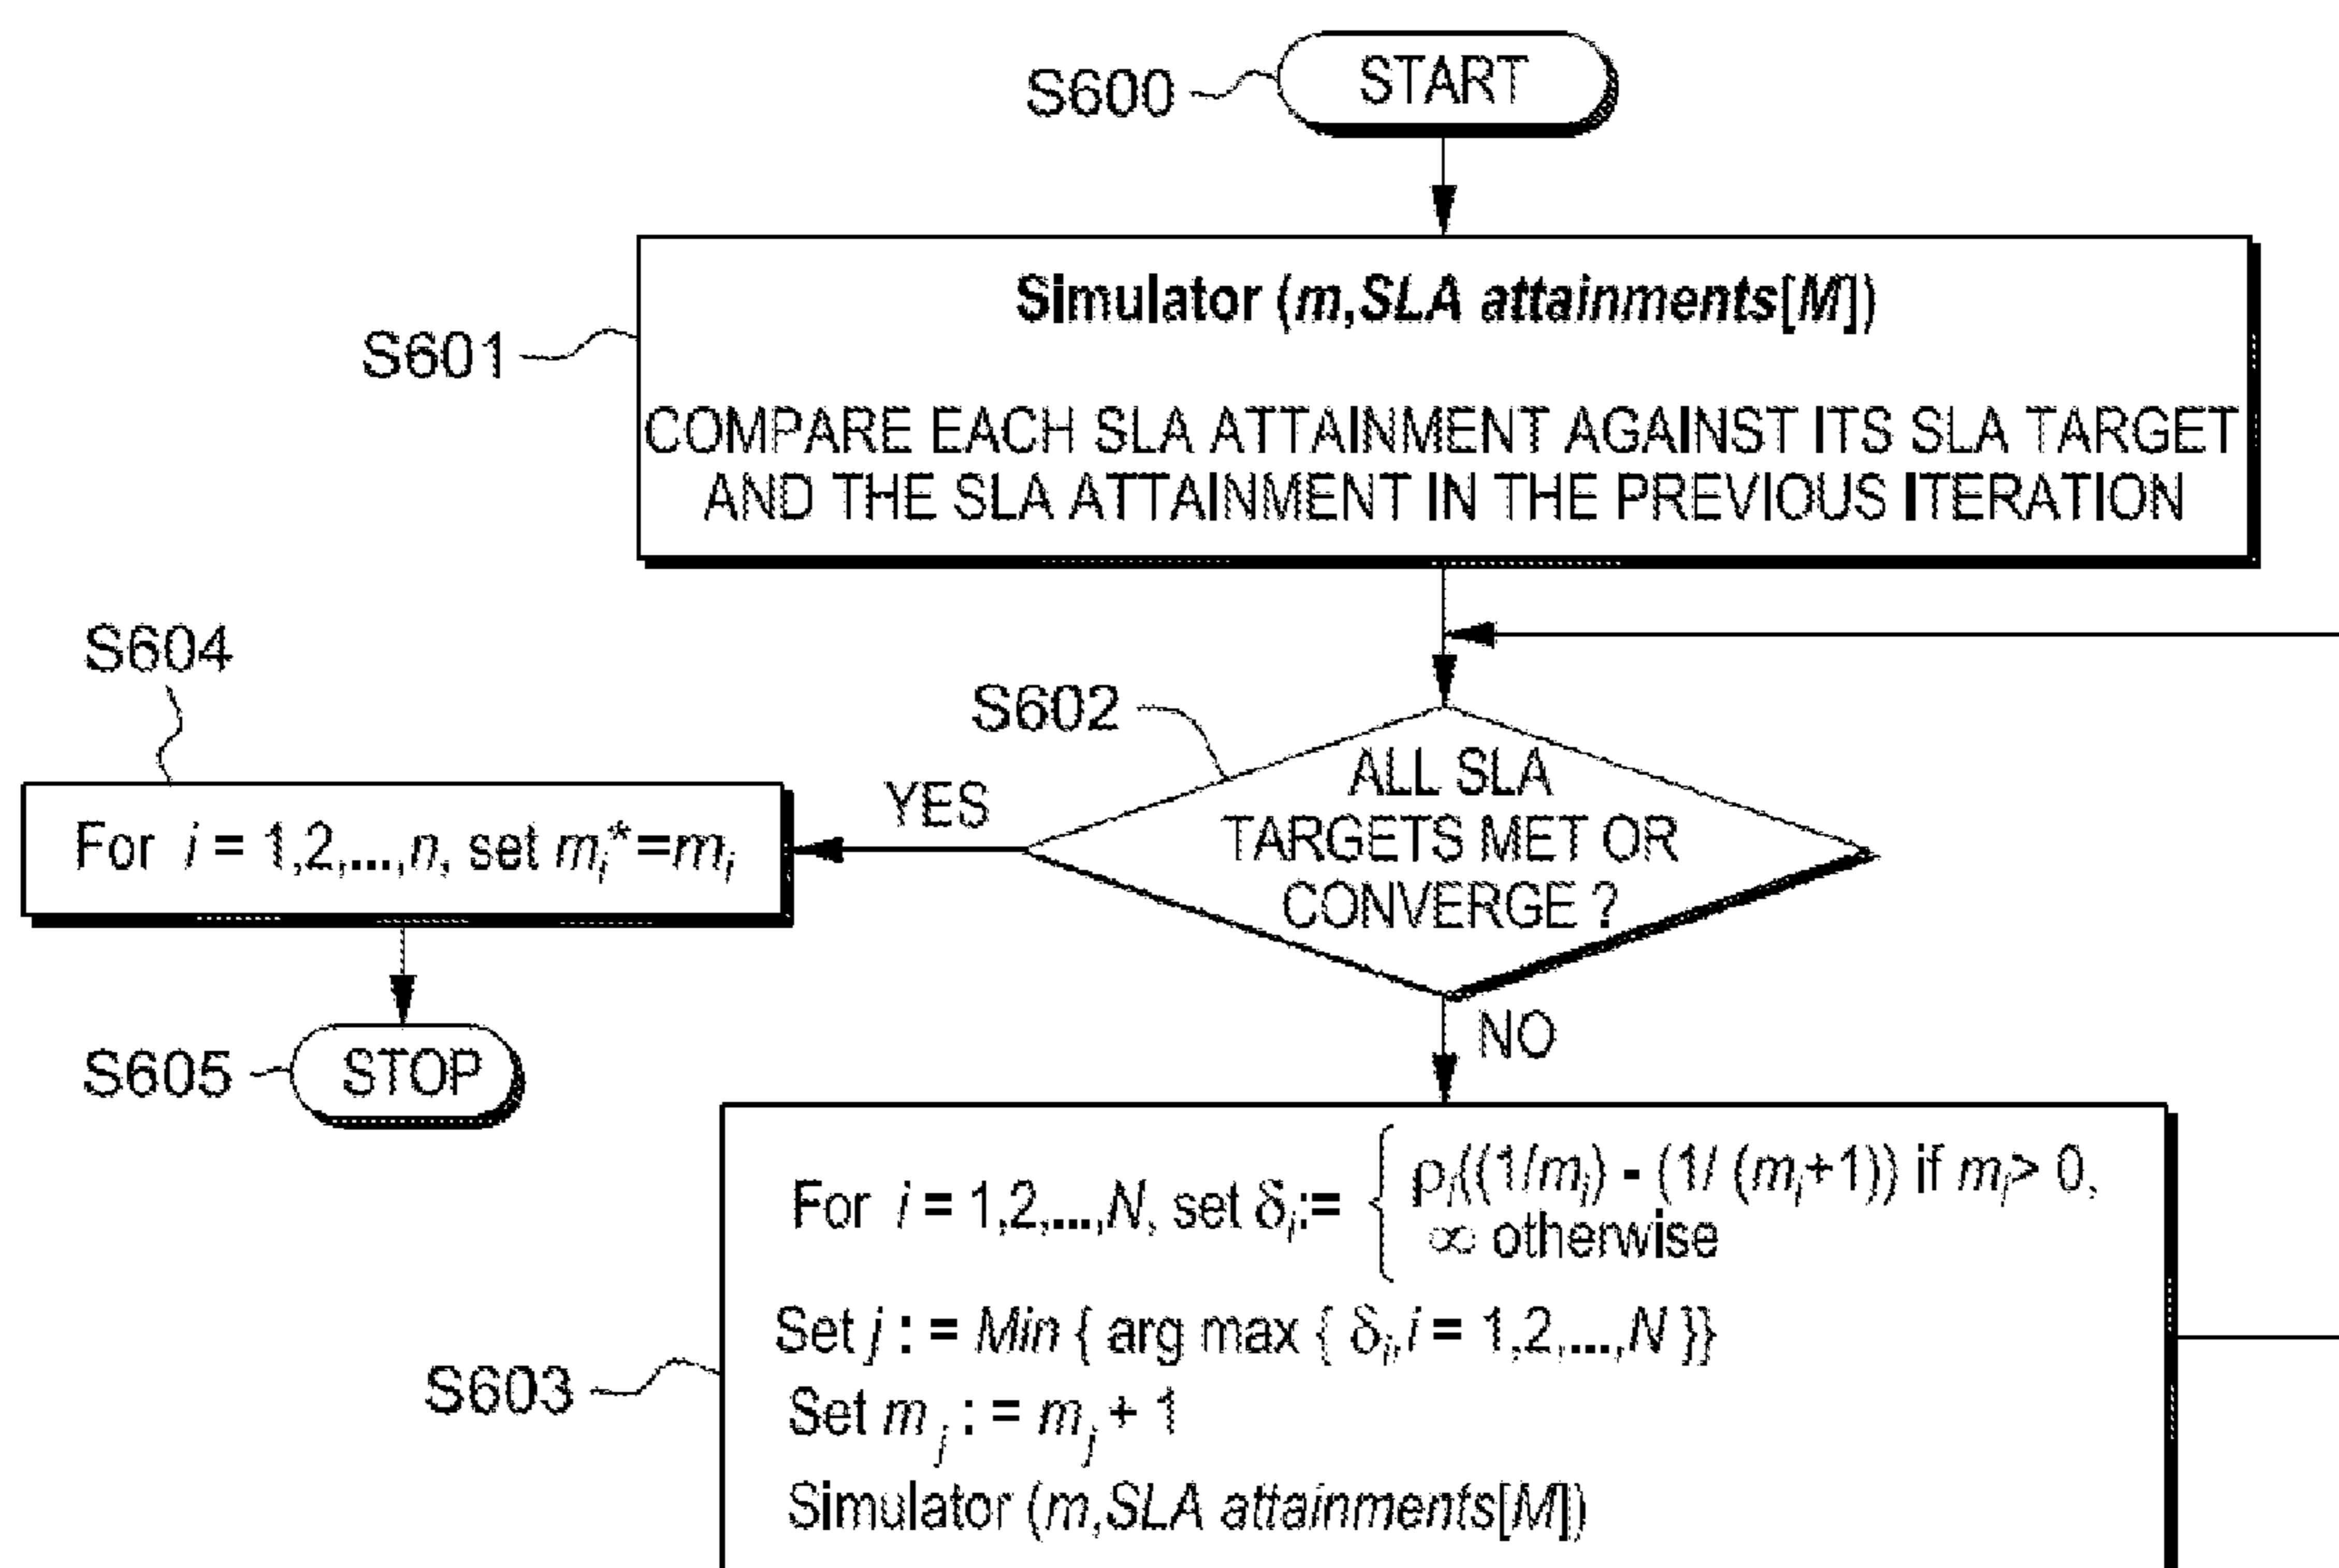 S600
START
S601
Simulator (m,SLA attainments[M])
COMPARE EACH SLA ATTAINMENT AGAINST ITS SLA TARGET
AND THE SLA ATTAINMENT IN THE PREVIOUS ITERATION
S602
ALL SLA
TARGETS MET OR
CONVERGE ?
YES
S604
For i = 1,2,...,n, set mᵢ*=mᵢ
S605
STOP
NO
S603
For i = 1,2,...,N, set δᵢ:= { ρᵢ((1/mᵢ) - (1/ (mᵢ+1)) if mᵢ> 0,
∞ otherwise
Set j : = Min { arg max { δᵢ,i = 1,2,...,N }}
Set m ⱼ : = m ⱼ + 1
Simulator (m,SLA attainments[M])